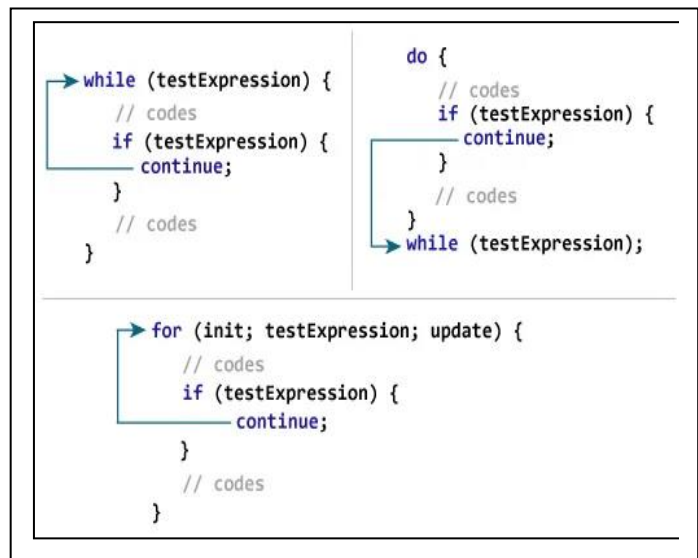 while (testExpression) {
// codes
if (testExpression) {
continue;
}
// codes
}
do {
// codes
if (testExpression) {
continue;
}
// codes
}
while (testExpression);
for (init; testExpression; update) {
// codes
if (testExpression) {
continue;
}
// codes
}